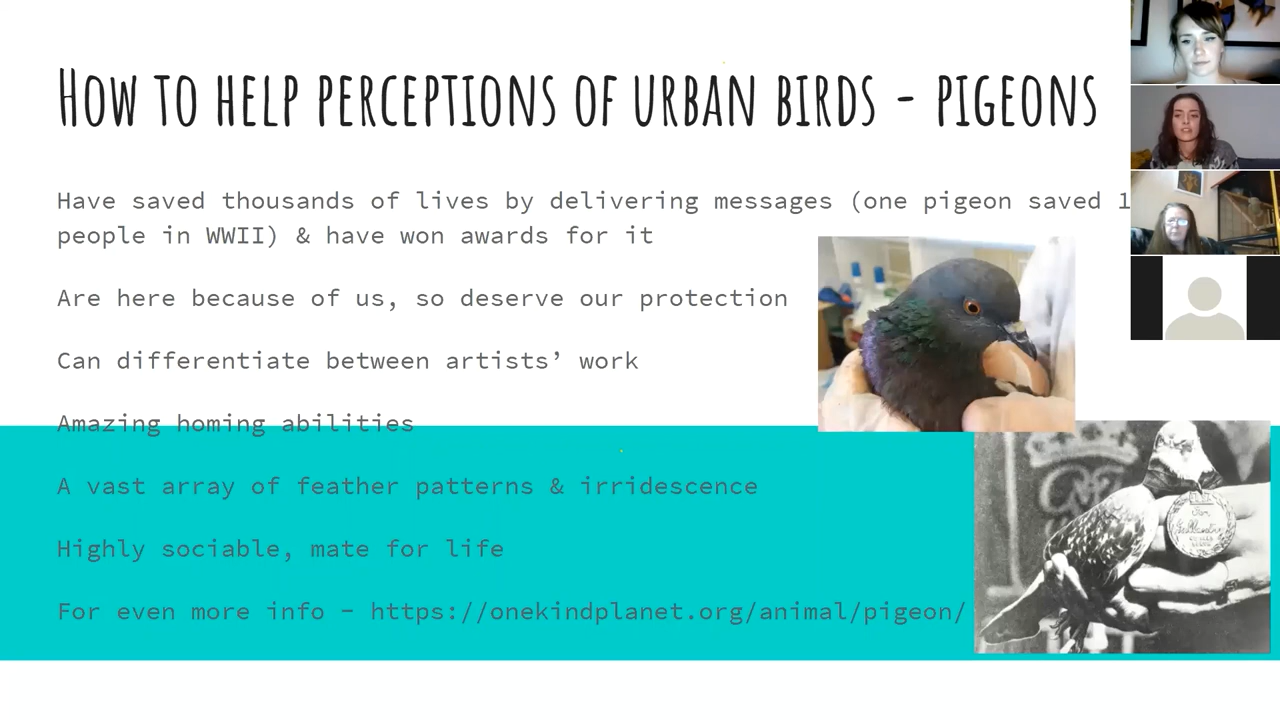 How to help perceptions of urban birds - pigeons
Have saved thousands of lives by delivering messages (one pigeon saved 1
people in WWII) & have won awards for it
Are here because of us, so deserve our protection
Can differentiate between artists’ work
Amazing homing abilities
A vast array of feather patterns & irridescence
Highly sociable, mate for life
For even more info - https://onekindplanet.org/animal/pigeon/
For
Gallantry